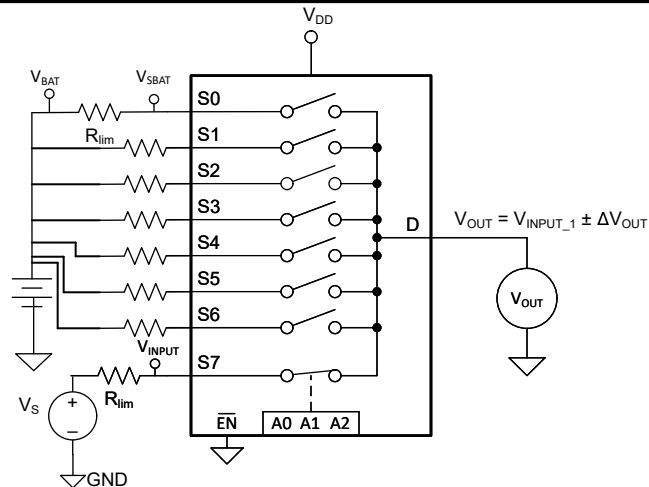 VDD
VBAT
VSBAT
Rlim
S0
S1
S2
S3
S4
S5
S6
S7
D
VOUT = VINPUT_1 ± ΔVOUT
VOUT
VINPUT
Rlim
VS
+
−
GND
EN
A0 A1 A2